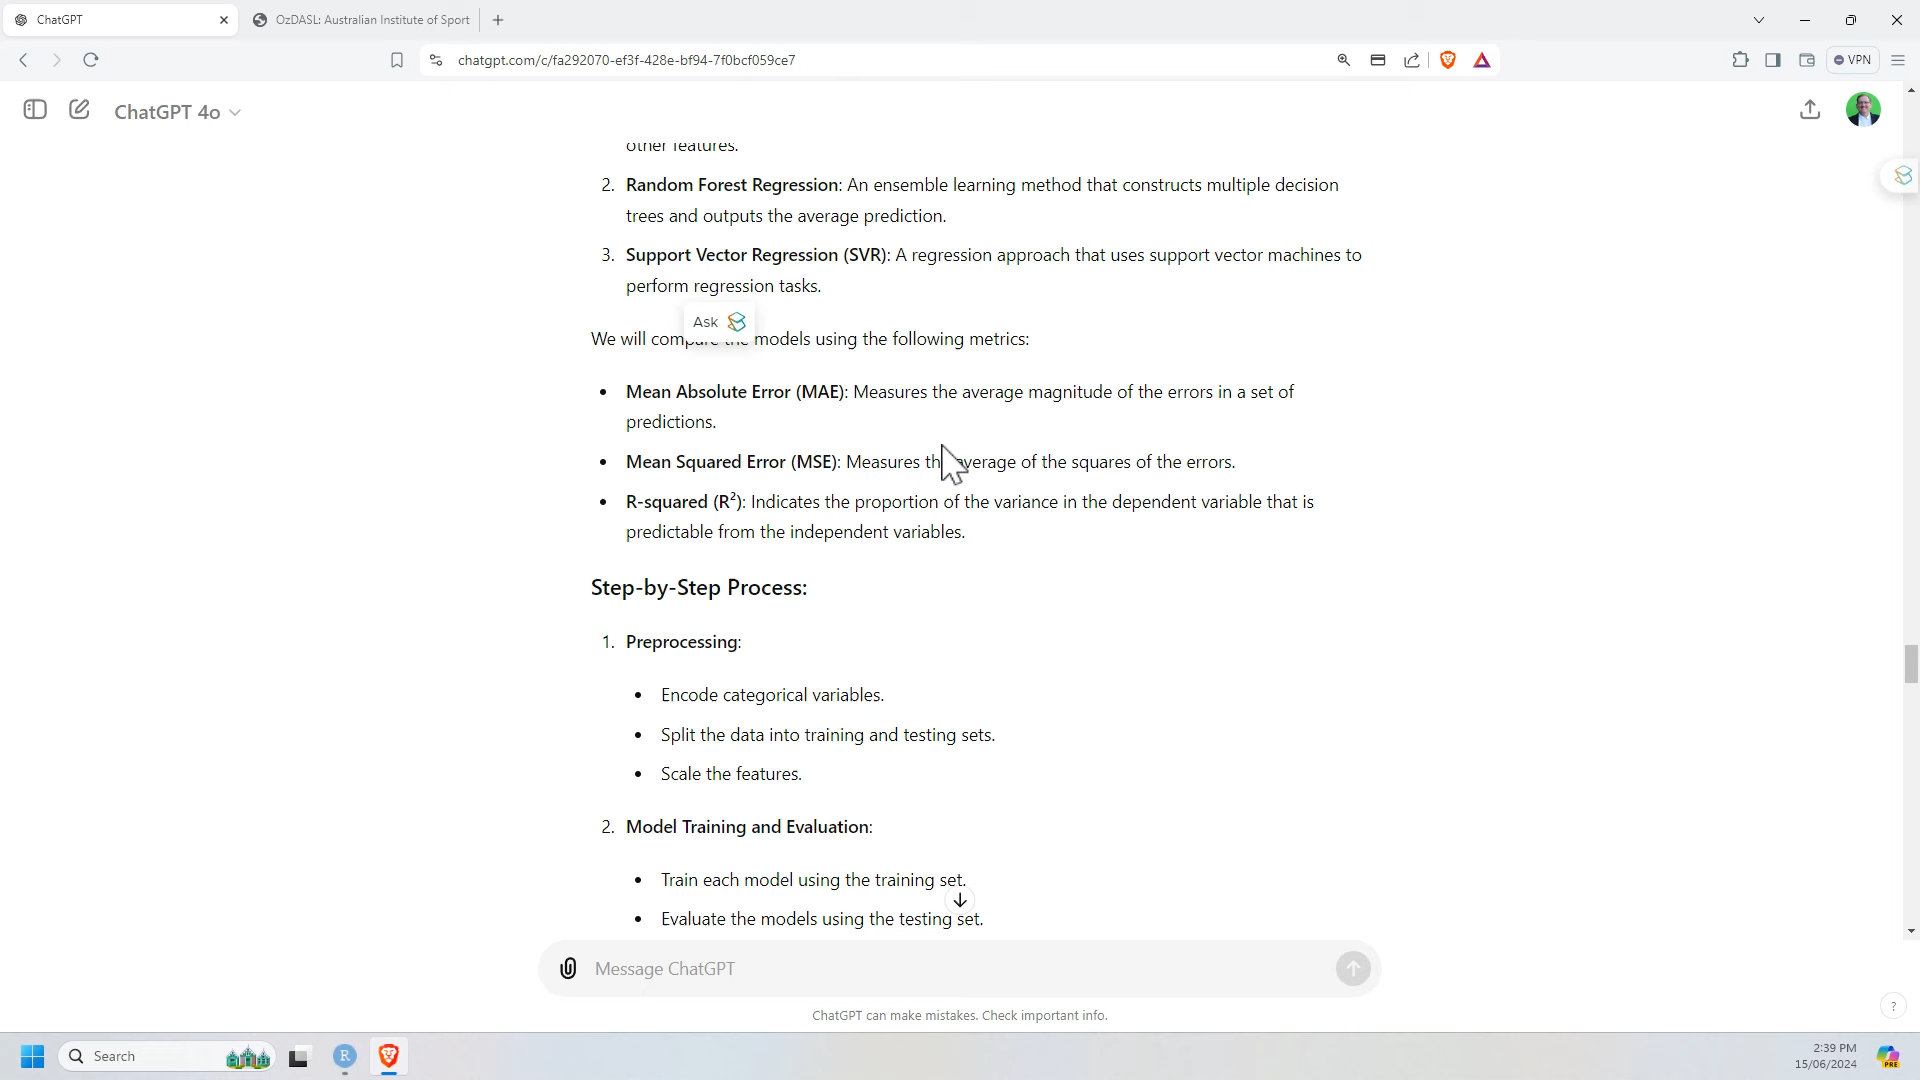 ChatGPT
OzDASL: Australian Institute of Sport
chatgpt.com/c/fa292070-ef3f-428e-bf94-7f0bcf059ce7
VPN
ChatGPT 4o
other features.
2. Random Forest Regression: An ensemble learning method that constructs multiple decision
trees and outputs the average prediction.
3. Support Vector Regression (SVR): A regression approach that uses support vector machines to
perform regression tasks.
Ask
We will compare the models using the following metrics:
• Mean Absolute Error (MAE): Measures the average magnitude of the errors in a set of
predictions.
• Mean Squared Error (MSE): Measures the average of the squares of the errors.
• R-squared (R²): Indicates the proportion of the variance in the dependent variable that is
predictable from the independent variables.
Step-by-Step Process:
1. Preprocessing:
• Encode categorical variables.
• Split the data into training and testing sets.
• Scale the features.
2. Model Training and Evaluation:
• Train each model using the training set.
• Evaluate the models using the testing set.
Message ChatGPT
ChatGPT can make mistakes. Check important info.
?
Search
R
2:39 PM
15/06/2024
PRE